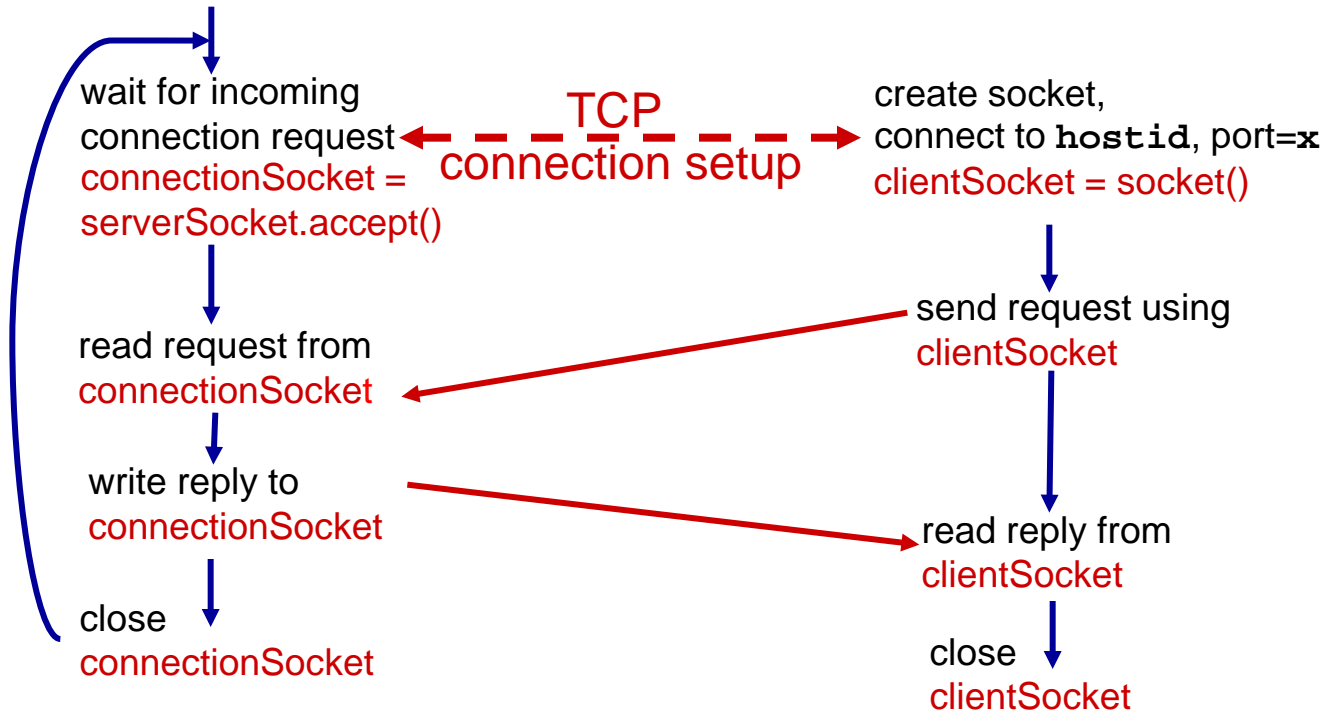 wait for incoming
connection request
connectionSocket =
serverSocket.accept()
TCP
connection setup
create socket,
connect to hostid, port=x
clientSocket = socket()
send request using
clientSocket
read request from
connectionSocket
write reply to
connectionSocket
read reply from
clientSocket
close
connectionSocket
close
clientSocket